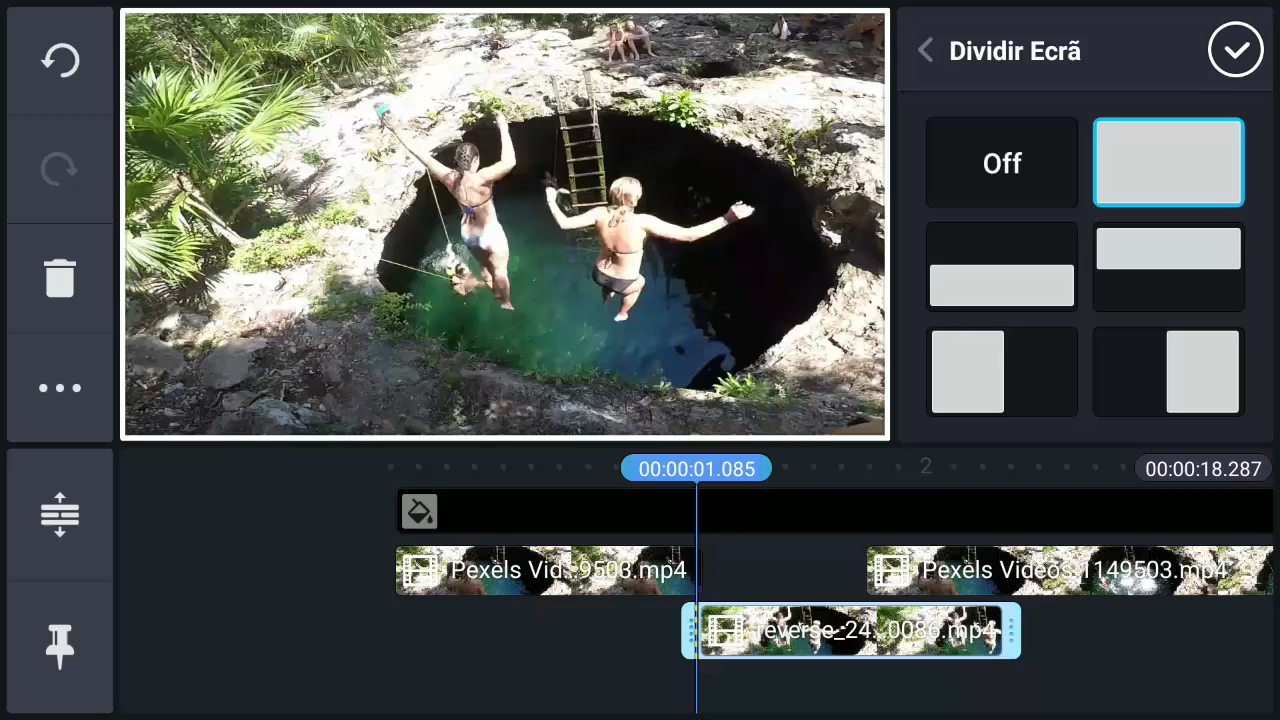 Dividir Ecrã
Off
00:00:01.085
2
00:00:18.287
Pexels Vid..9503.mp4
Pexels Videos 1149503.mp4
reverse_24..0086.mp4